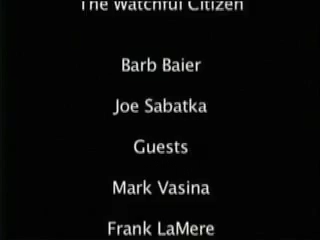 The Watchful Citizen
Barb Baier
Joe Sabatka
Guests
Mark Vasina
Frank LaMere